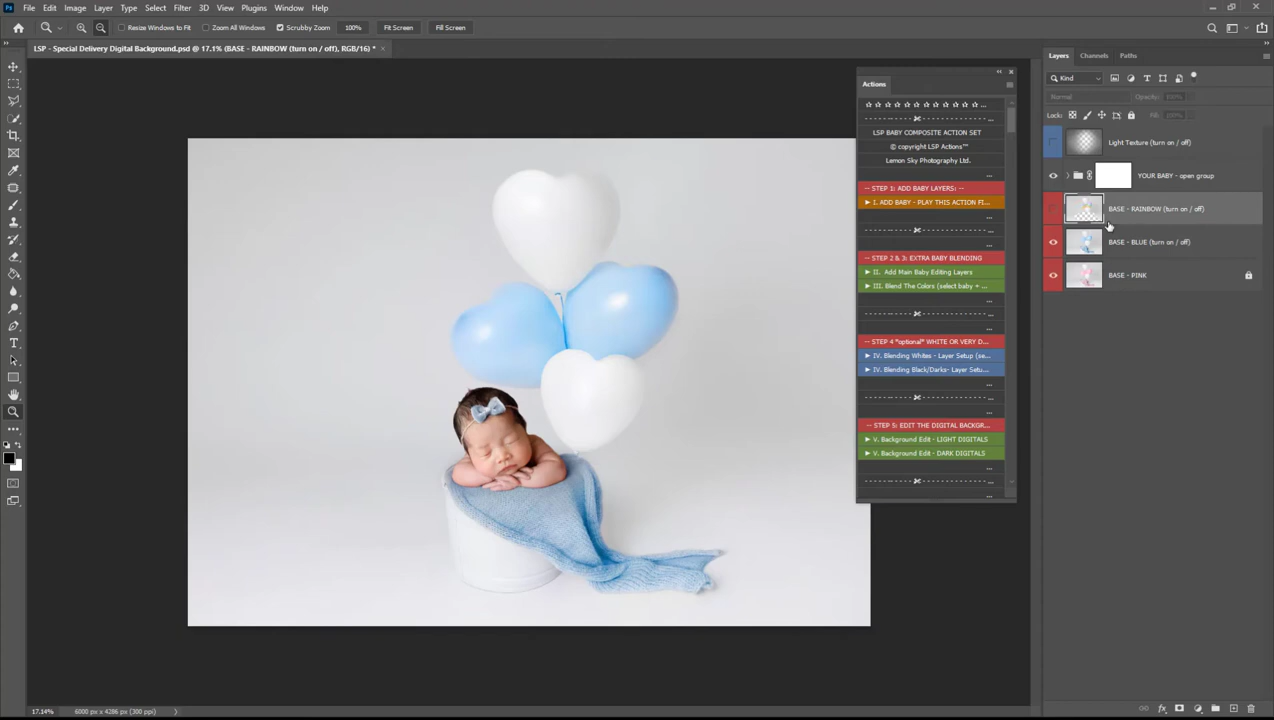 Ps File Edit Image Layer Type Select Filter 3D View Plugins Window Help
Resize Windows to Fit Zoom All Windows Scrubby Zoom 100% Fit Screen Fill Screen
LSP - Special Delivery Digital Background.psd @ 17.1% (BASE - RAINBOW (turn on / off), RGB/16) * ×
Actions
☆ ☆ ☆ ☆ ☆ ☆ ☆ ☆ ☆ ☆ ☆ ☆ ...
LSP BABY COMPOSITE ACTION SET
© copyright LSP Actions™
Lemon Sky Photography Ltd.
-- STEP 1: ADD BABY LAYERS: --
I. ADD BABY - PLAY THIS ACTION FI...
-- STEP 2 & 3: EXTRA BABY BLENDING
II. Add Main Baby Editing Layers
III. Blend The Colors (select baby + ...
-- STEP 4 *optional* WHITE OR VERY D...
IV. Blending Whites - Layer Setup (se...
IV. Blending Black/Darks- Layer Setu...
-- STEP 5: EDIT THE DIGITAL BACKGR...
V. Background Edit - LIGHT DIGITALS
V. Background Edit - DARK DIGITALS
Layers Channels Paths
Kind
Normal Opacity: 100%
Lock: Fill: 100%
Light Texture (turn on / off)
YOUR BABY - open group
BASE - RAINBOW (turn on / off)
BASE - BLUE (turn on / off)
BASE - PINK
17.14% 6000 px x 4286 px (300 ppi)